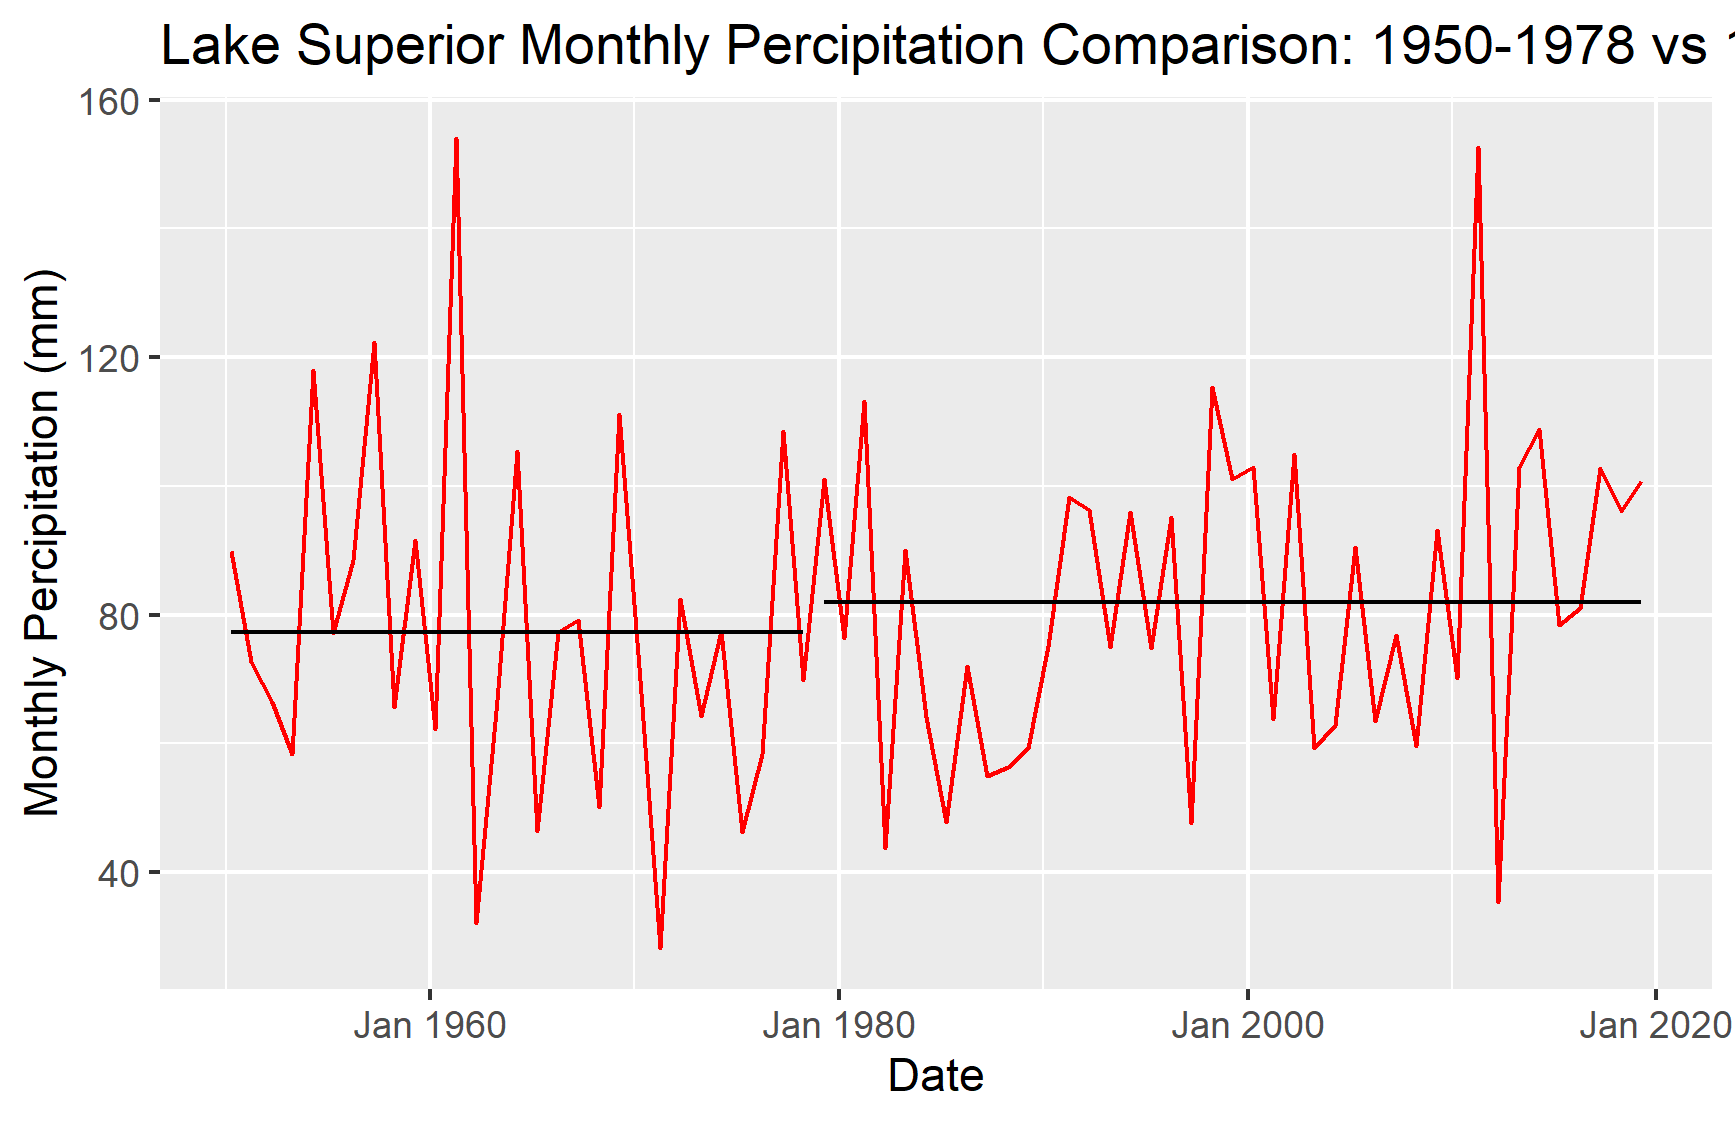 Lake Superior Monthly Percipitation Comparison: 1950-1978 vs
Monthly Percipitation (mm)
160
120
80
40
Jan 1960
Jan 1980
Jan 2000
Jan 2020
Date